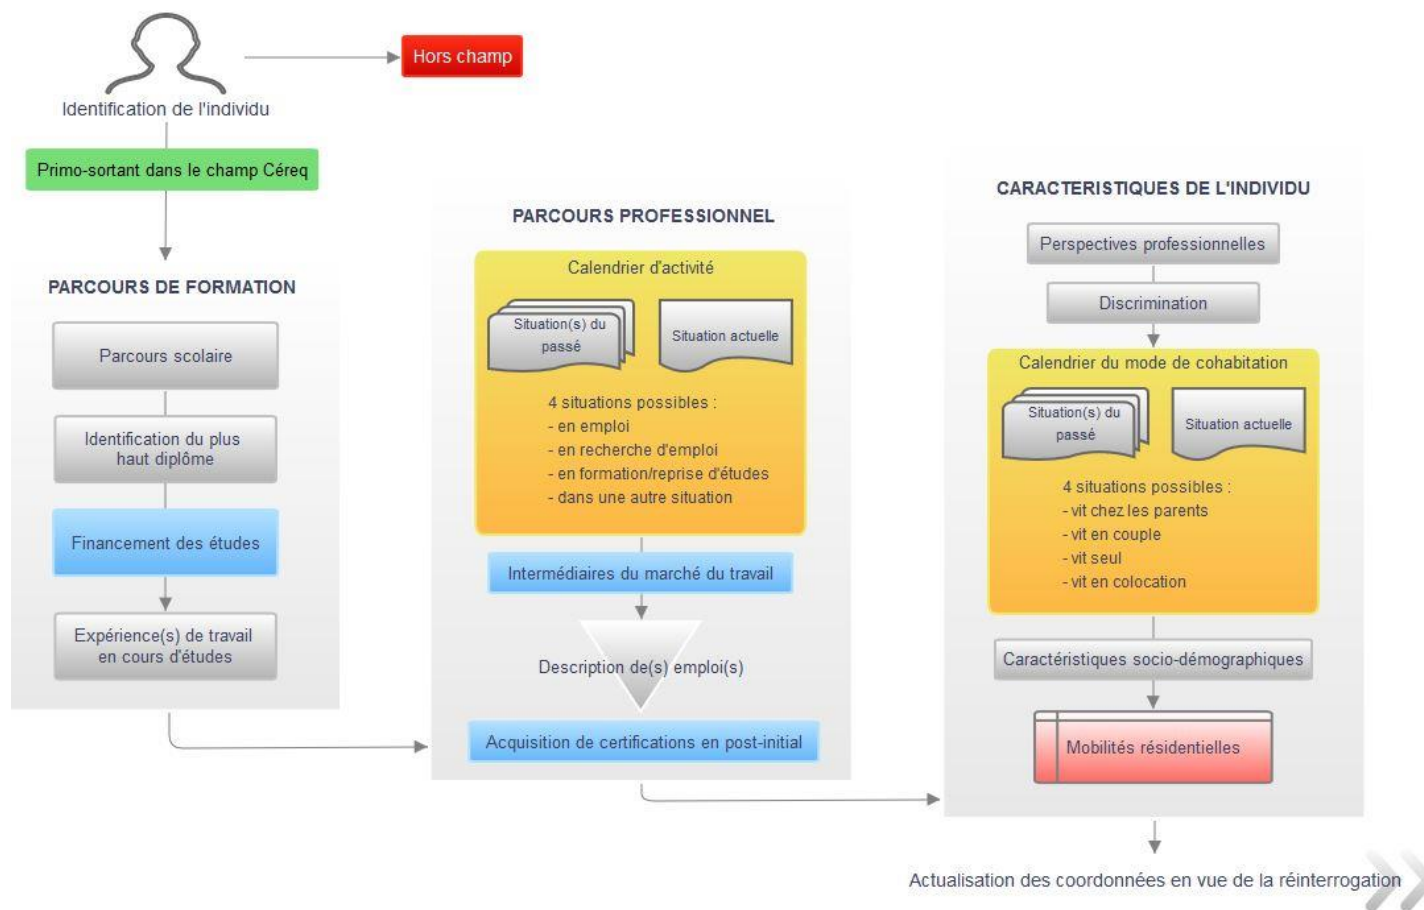 Hors champ
Identification de l'individu
Primo-sortant dans le champ Céreq
PARCOURS DE FORMATION
Parcours scolaire
Identification du plus
haut diplôme
Financement des études
Expérience(s) de travail
en cours d'études
PARCOURS PROFESSIONNEL
Calendrier d'activité
Situation(s) du
passé
Situation actuelle
4 situations possibles :
- en emploi
- en recherche d'emploi
- en formation/reprise d'études
- dans une autre situation
Intermédiaires du marché du travail
Description de(s) emploi(s)
Acquisition de certifications en post-initial
CARACTERISTIQUES DE L'INDIVIDU
Perspectives professionnelles
Discrimination
Calendrier du mode de cohabitation
Situation(s) du
passé
Situation actuelle
4 situations possibles :
- vit chez les parents
- vit en couple
- vit seul
- vit en colocation
Caractéristiques socio-démographiques
Mobilités résidentielles
Actualisation des coordonnées en vue de la réinterrogation